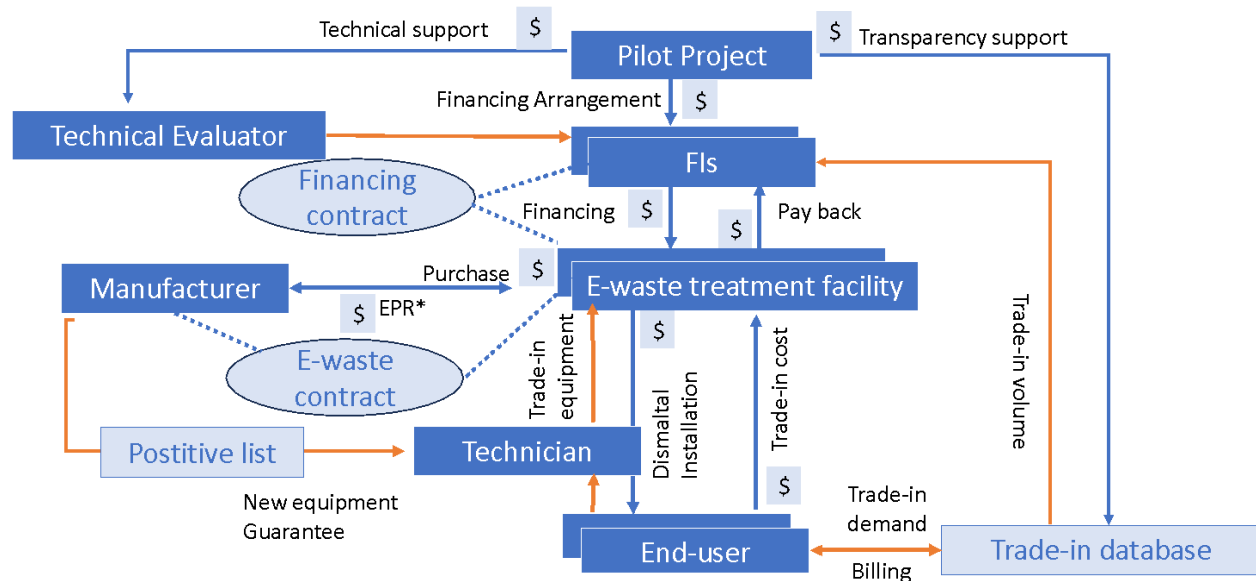 Technical support
$
$
Transparency support
Pilot Project
Financing Arrangement
$
Technical Evaluator
FIs
Financing
contract
Financing
$
Pay back
$
Purchase
$
Manufacturer
E-waste treatment facility
$
EPR*
$
E-waste
contract
Trade-in
equipment
Dismaltal
Installation
Trade-in cost
Trade-in
volume
Postitive list
Technician
New equipment
Guarantee
$
Trade-in
demand
End-user
Trade-in database
Billing